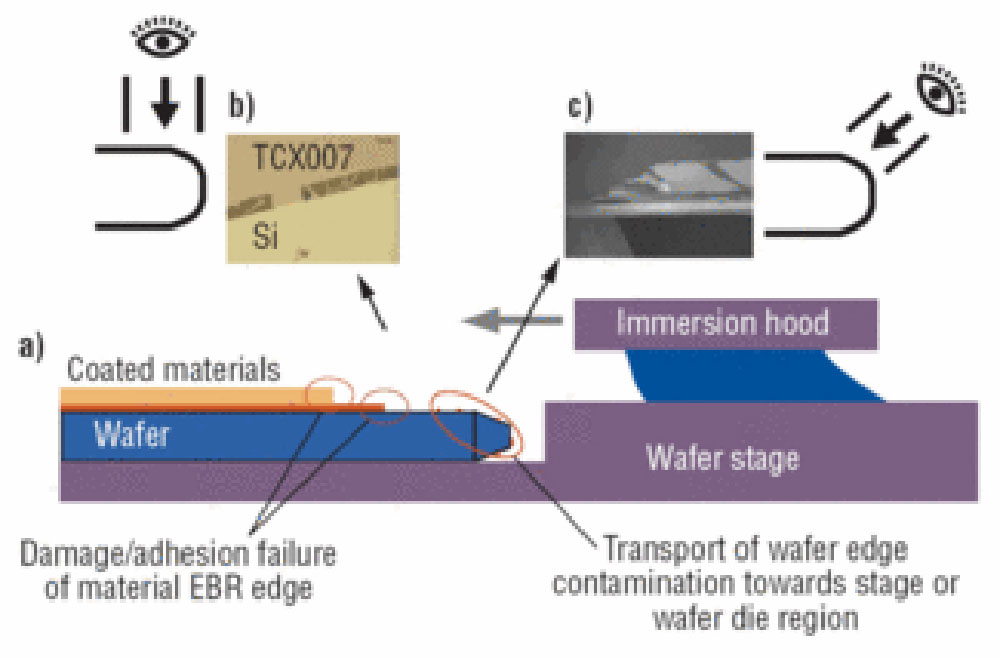 b)
c)
TCX007
Si
a)
Immersion hood
Coated materials
Wafer
Wafer stage
Damage/adhesion failure
of material EBR edge
Transport of wafer edge
contamination towards stage or
wafer die region